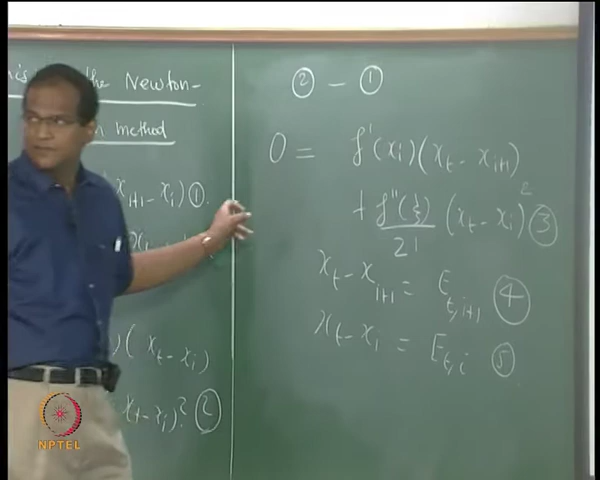 the Newton-
method
x_{i+1} - x_i) ①
(x_t - x_i)
x_t - x_i)² ②
② - ①
0 = f'(x_i)(x_t - x_{i+1})
+ f''(ξ)/2! (x_t - x_i)² ③
x_t - x_{i+1} = E_{t,i+1} ④
x_t - x_i = E_{t,i} ⑤
NPTEL